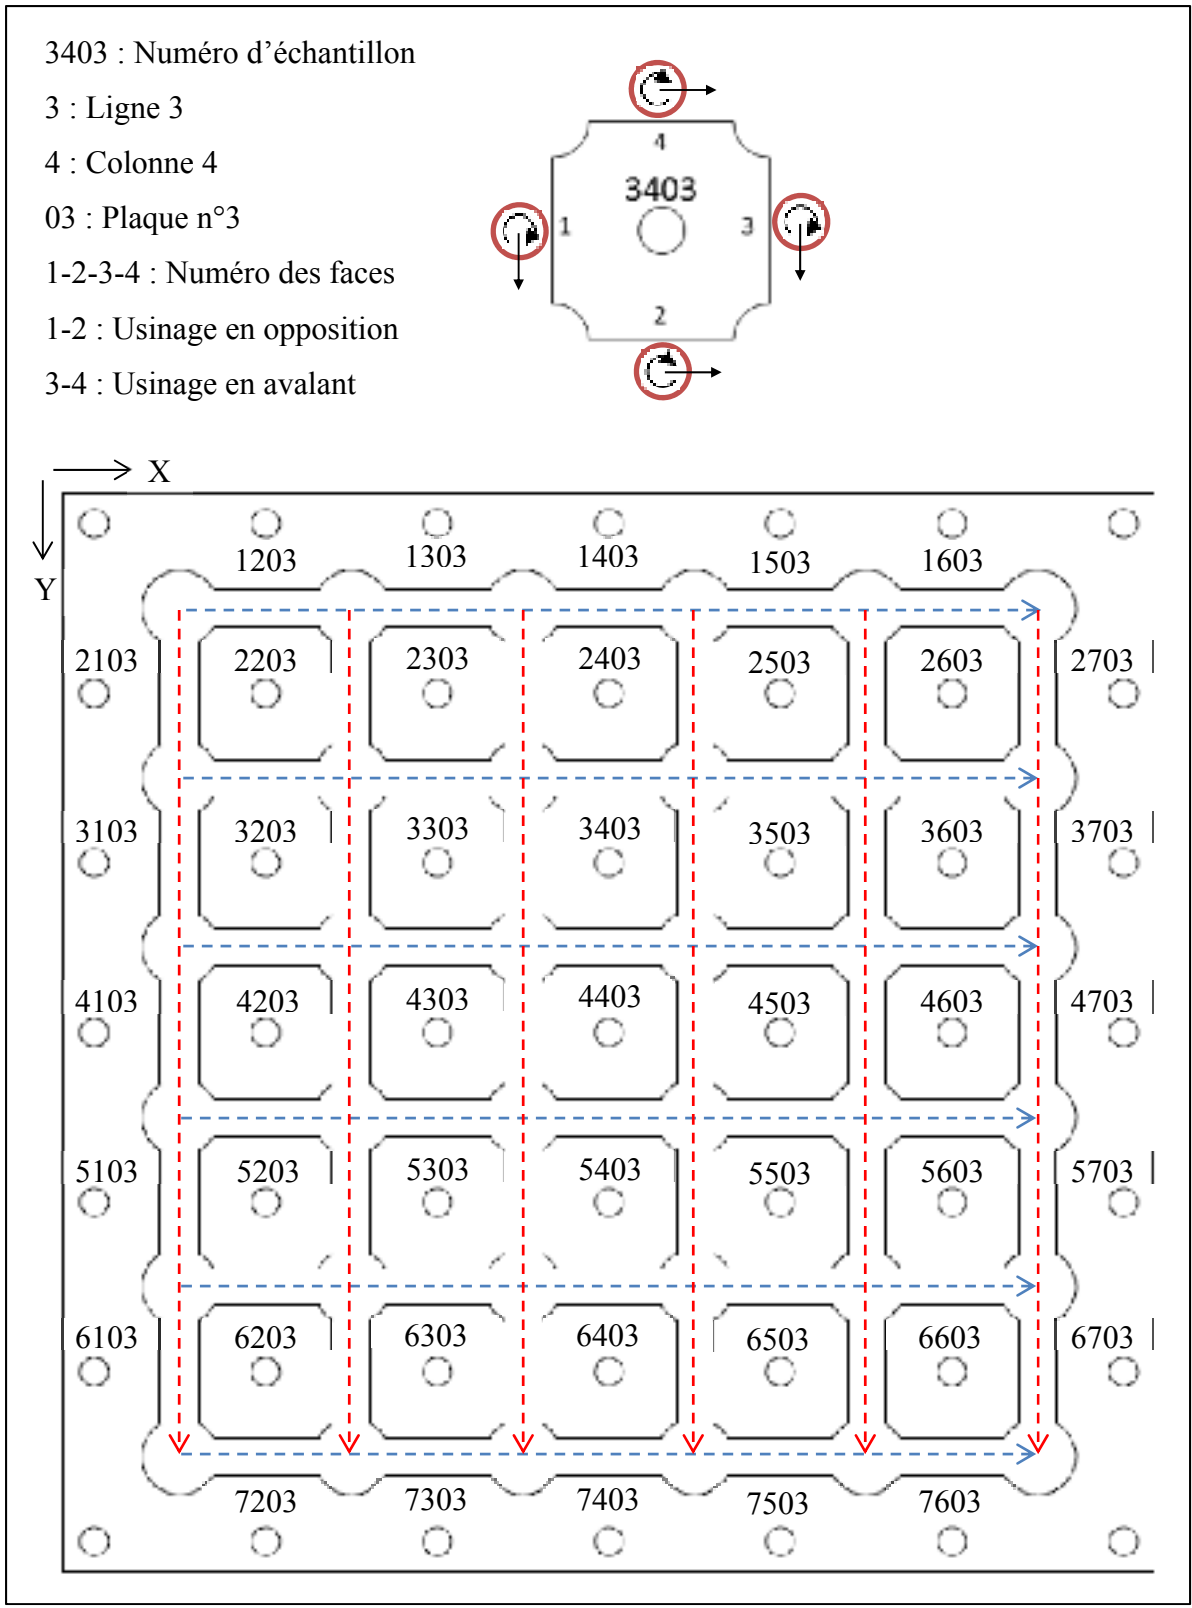 3403 : Numéro d’échantillon
3 : Ligne 3
4 : Colonne 4
03 : Plaque n°3
1-2-3-4 : Numéro des faces
1-2 : Usinage en opposition
3-4 : Usinage en avalant
4
3403
1 3
2
X
Y
1203 1303 1403 1503 1603
2103 2203 2303 2403 2503 2603 2703
3103 3203 3303 3403 3503 3603 3703
4103 4203 4303 4403 4503 4603 4703
5103 5203 5303 5403 5503 5603 5703
6103 6203 6303 6403 6503 6603 6703
7203 7303 7403 7503 7603